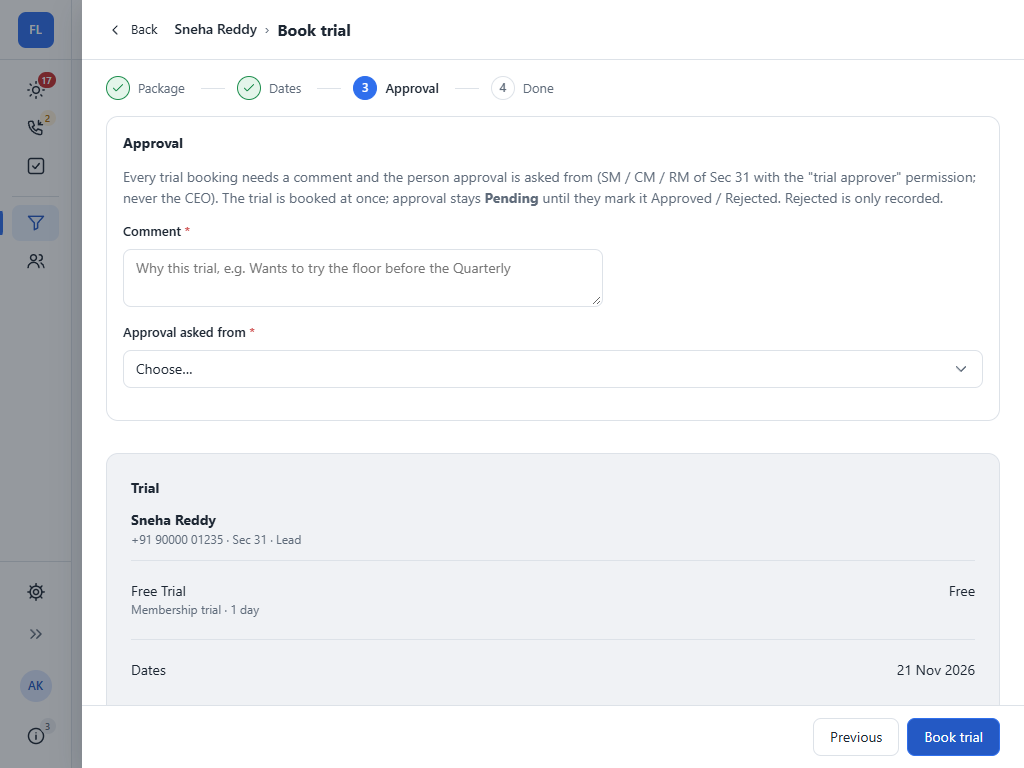 FL
Back Sneha Reddy › Book trial
17
2
Package Dates 3 Approval 4 Done
Approval
Every trial booking needs a comment and the person approval is asked from (SM / CM / RM of Sec 31 with the "trial approver" permission;
never the CEO). The trial is booked at once; approval stays Pending until they mark it Approved / Rejected. Rejected is only recorded.
Comment *
Why this trial, e.g. Wants to try the floor before the Quarterly
Approval asked from *
Choose...
Trial
Sneha Reddy
+91 90000 01235 · Sec 31 · Lead
Free Trial Free
Membership trial · 1 day
Dates 21 Nov 2026
AK
3
Previous Book trial